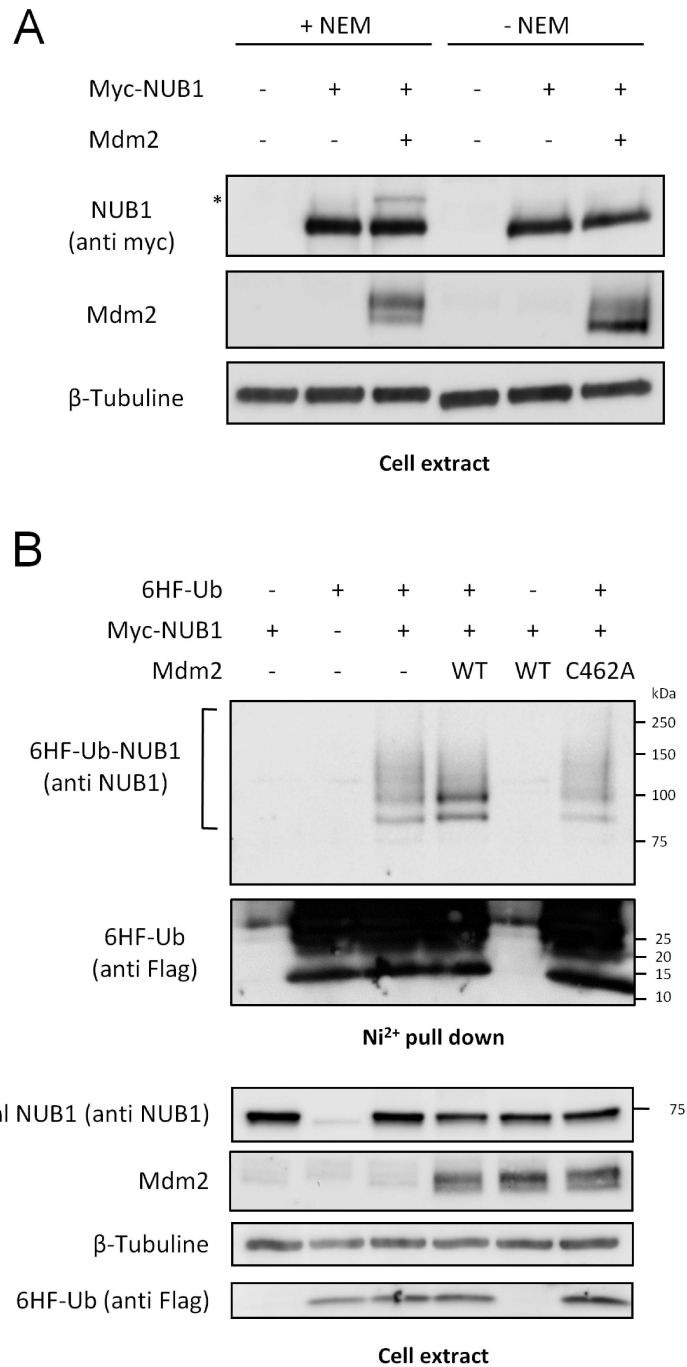 A
+ NEM - NEM
Myc-NUB1 - + + - + +
Mdm2 - - + - - +
*
NUB1
(anti myc)
Mdm2
β-Tubuline
Cell extract
B
6HF-Ub - + + + - +
Myc-NUB1 + - + + + +
Mdm2 - - - WT WT C462A
kDa
6HF-Ub-NUB1
(anti NUB1)
250
150
100
75
6HF-Ub
(anti Flag)
25
20
15
10
Ni²⁺ pull down
NUB1 (anti NUB1) 75
Mdm2
β-Tubuline
6HF-Ub (anti Flag)
Cell extract